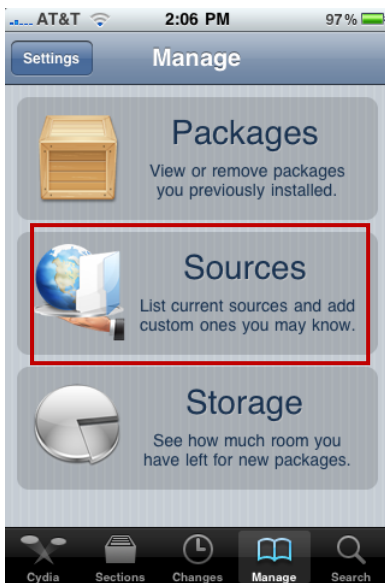 AT&T 2:06 PM 97%
Settings Manage
Packages
View or remove packages
you previously installed.
Sources
List current sources and add
custom ones you may know.
Storage
See how much room you
have left for new packages.
Cydia Sections Changes Manage Search